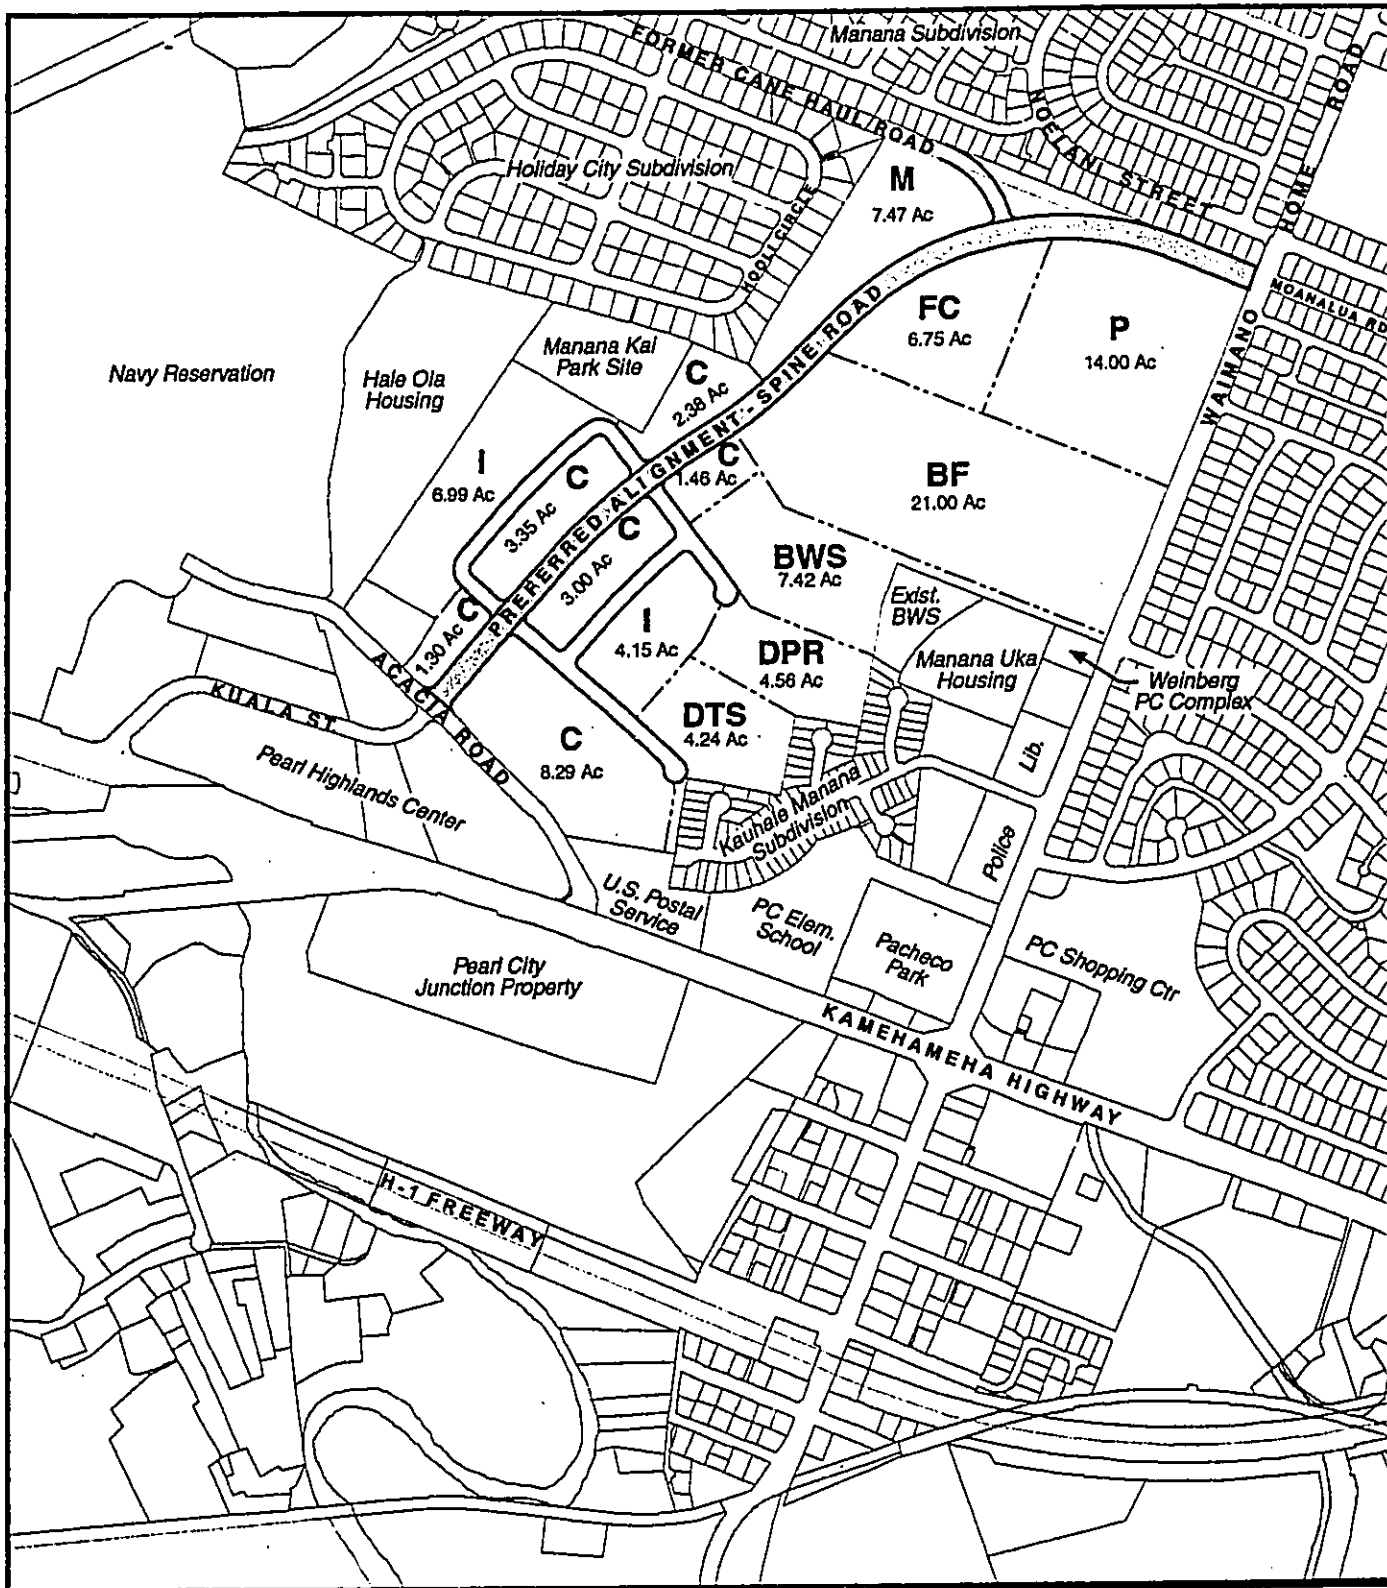 Manana Subdivision
FORMER CANE HAUL ROAD
NOELANI STREET
HOME ROAD
Holiday City Subdivision
HOOLI CIRCLE
M
7.47 Ac
FC
6.75 Ac
P
14.00 Ac
MOANALUA RD
WAIMANO
Navy Reservation
Hale Ola
Housing
Manana Kai
Park Site
C
2.38 Ac
PRERERRED ALIGNMENT - SPINE ROAD
I
6.99 Ac
C
3.35 Ac
C
1.46 Ac
BF
21.00 Ac
C
3.00 Ac
BWS
7.42 Ac
Exist.
BWS
C
1.30 Ac
I
4.15 Ac
DPR
4.56 Ac
Manana Uka
Housing
Weinberg
PC Complex
ACACIA ROAD
KUALA ST
DTS
4.24 Ac
C
8.29 Ac
Lib.
Pearl Highlands Center
Kauhale Manana
Subdivision
Police
U.S. Postal
Service
PC Elem.
School
Pacheco
Park
PC Shopping Ctr
Pearl City
Junction Property
KAMEHAMEHA HIGHWAY
H-1 FREEWAY